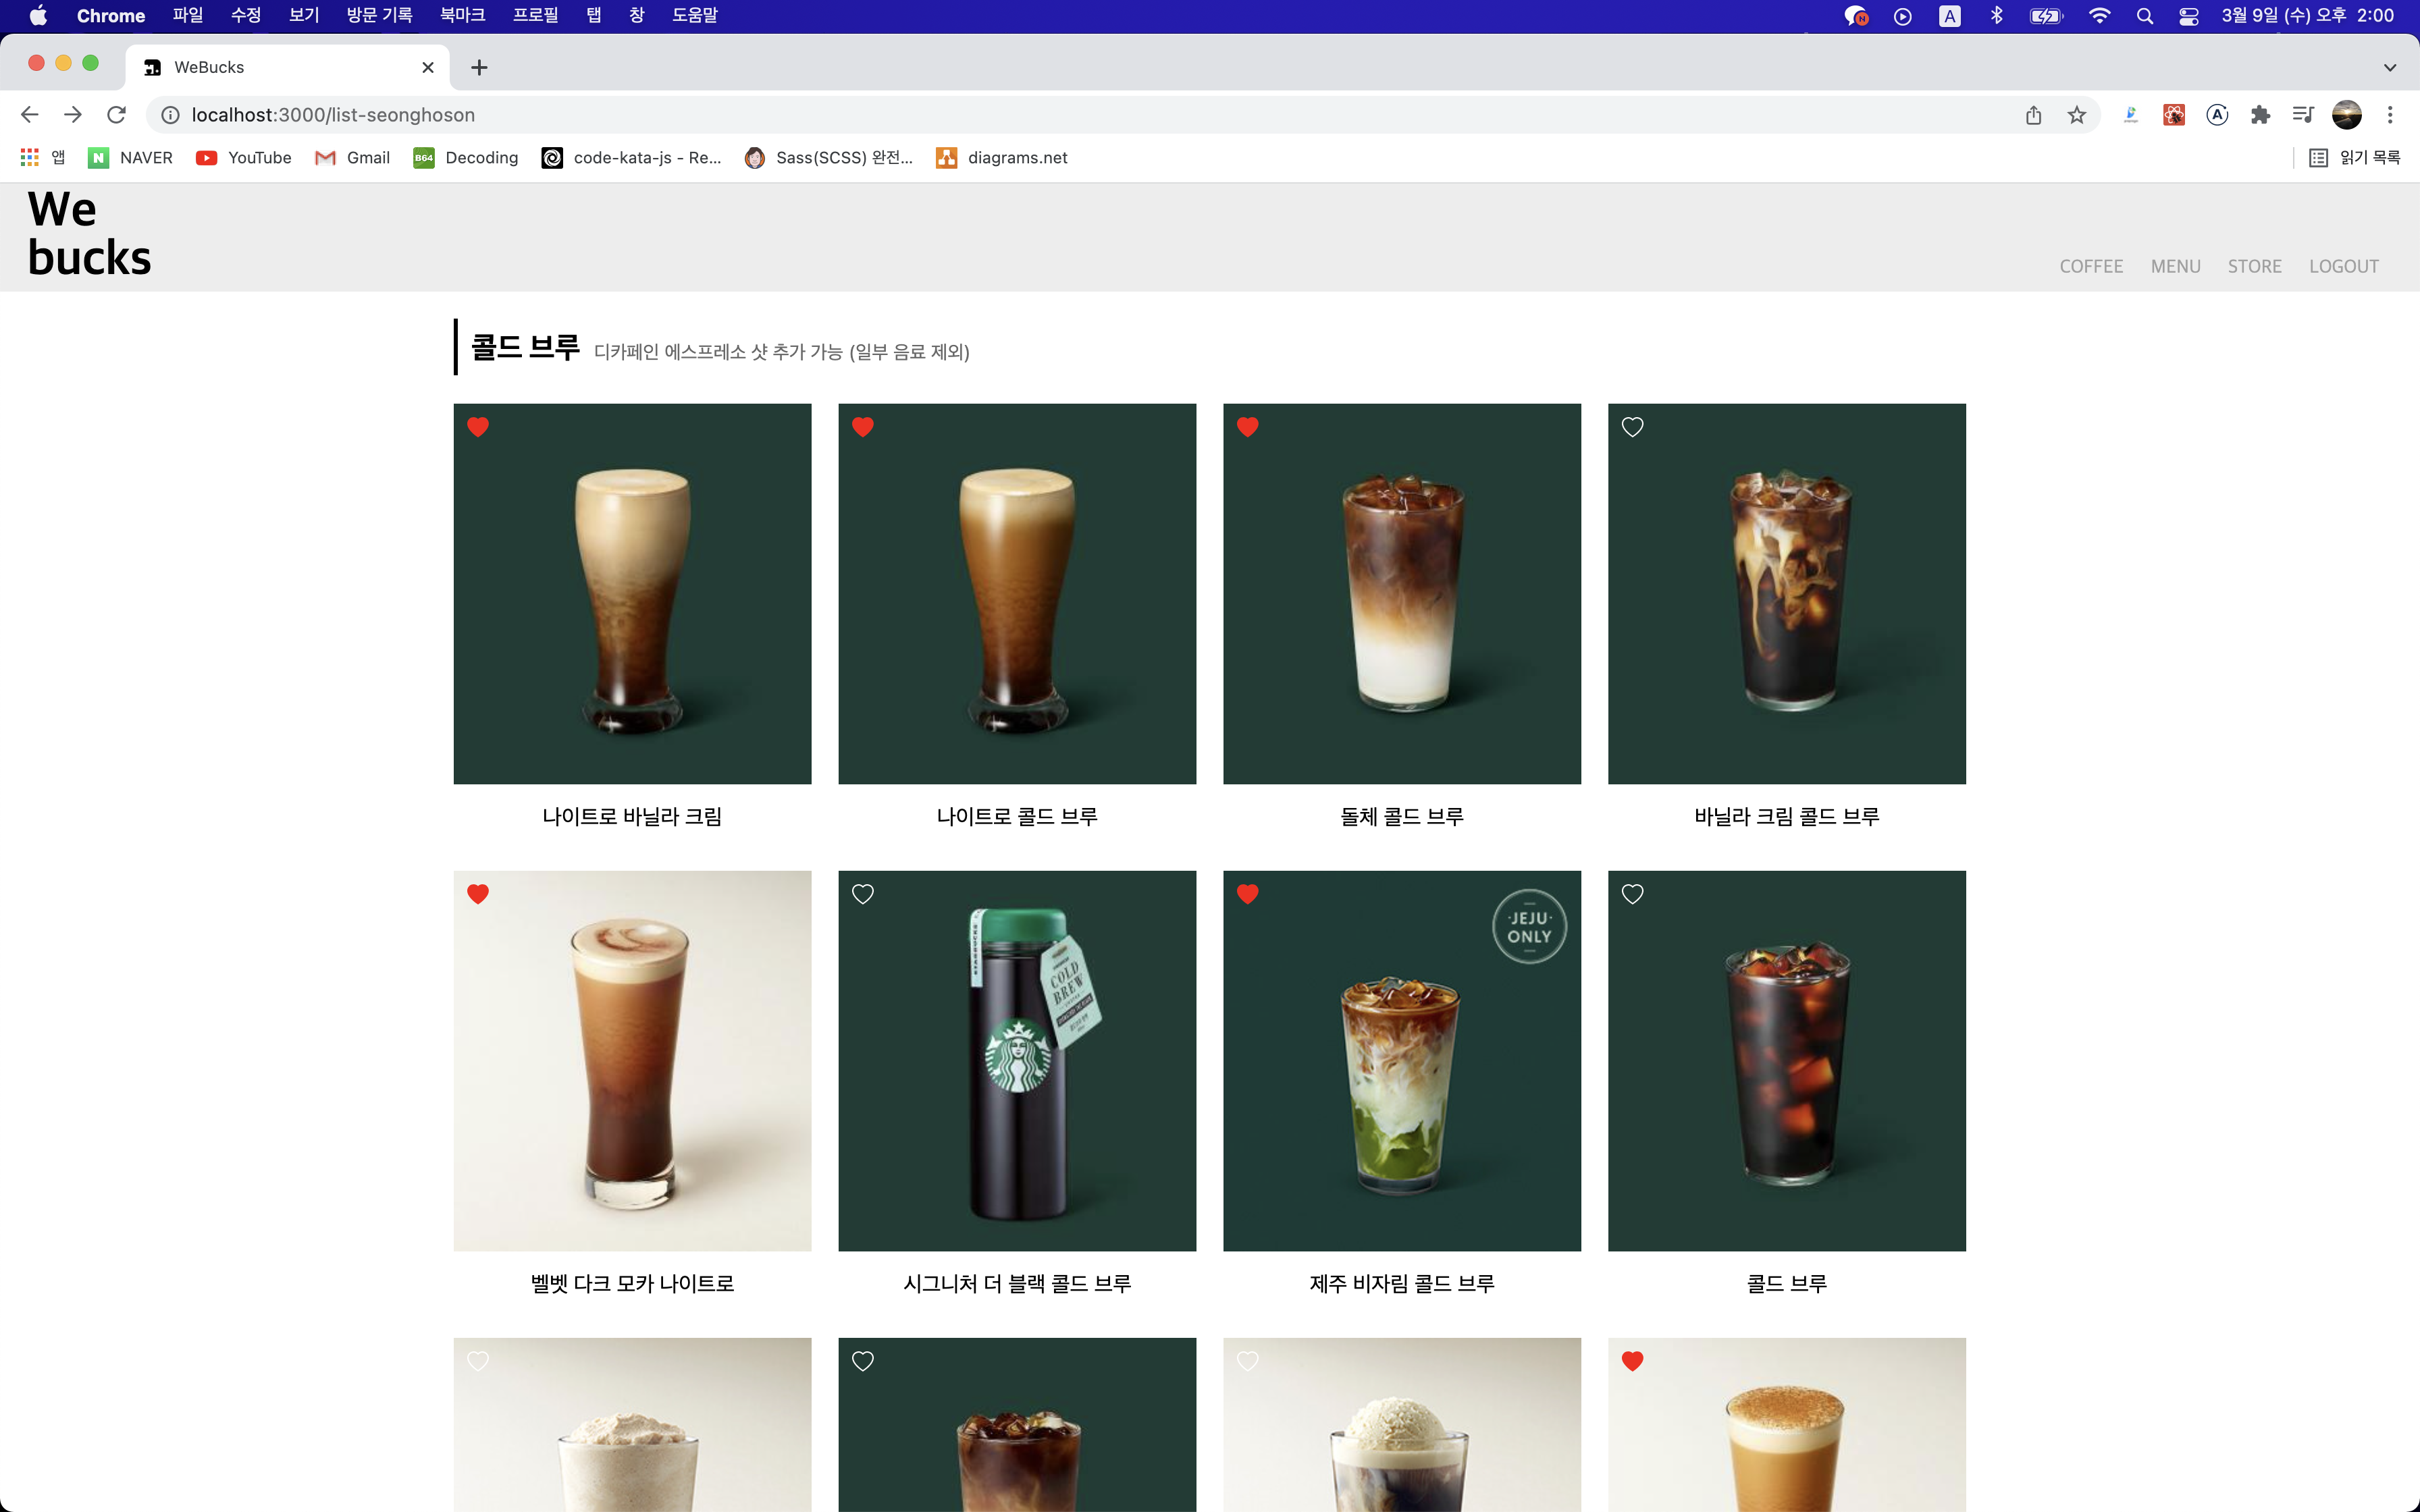 Chrome 파일 수정 보기 방문 기록 북마크 프로필 탭 창 도움말 A 3월 9일 (수) 오후 2:00
WeBucks
localhost:3000/list-seonghoson
앱 NAVER YouTube Gmail B64 Decoding code-kata-js - Re... Sass(SCSS) 완전... diagrams.net 읽기 목록
We
bucks
COFFEE MENU STORE LOGOUT
콜드 브루 디카페인 에스프레소 샷 추가 가능 (일부 음료 제외)
나이트로 바닐라 크림
나이트로 콜드 브루
돌체 콜드 브루
바닐라 크림 콜드 브루
COLD
BREW
JEJU
ONLY
벨벳 다크 모카 나이트로
시그니처 더 블랙 콜드 브루
제주 비자림 콜드 브루
콜드 브루